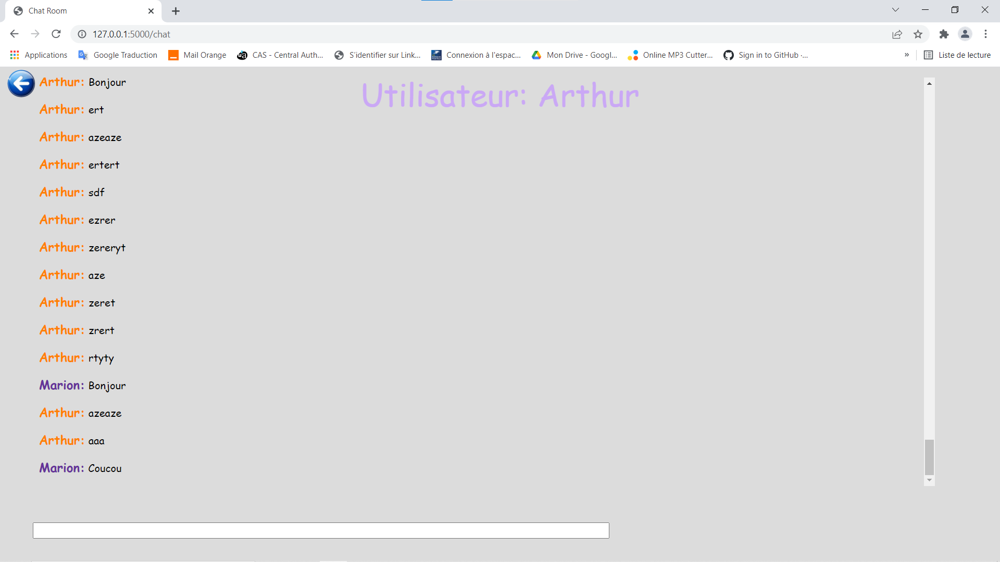 Chat Room
127.0.0.1:5000/chat
Applications Google Traduction Mail Orange CAS - Central Auth... S'identifier sur Link... Connexion à l'espac... Mon Drive - Googl... Online MP3 Cutter... Sign in to GitHub ·... » Liste de lecture
Utilisateur: Arthur
Arthur: Bonjour
Arthur: ert
Arthur: azeaze
Arthur: ertert
Arthur: sdf
Arthur: ezrer
Arthur: zereryt
Arthur: aze
Arthur: zeret
Arthur: zrert
Arthur: rtyty
Marion: Bonjour
Arthur: azeaze
Arthur: aaa
Marion: Coucou